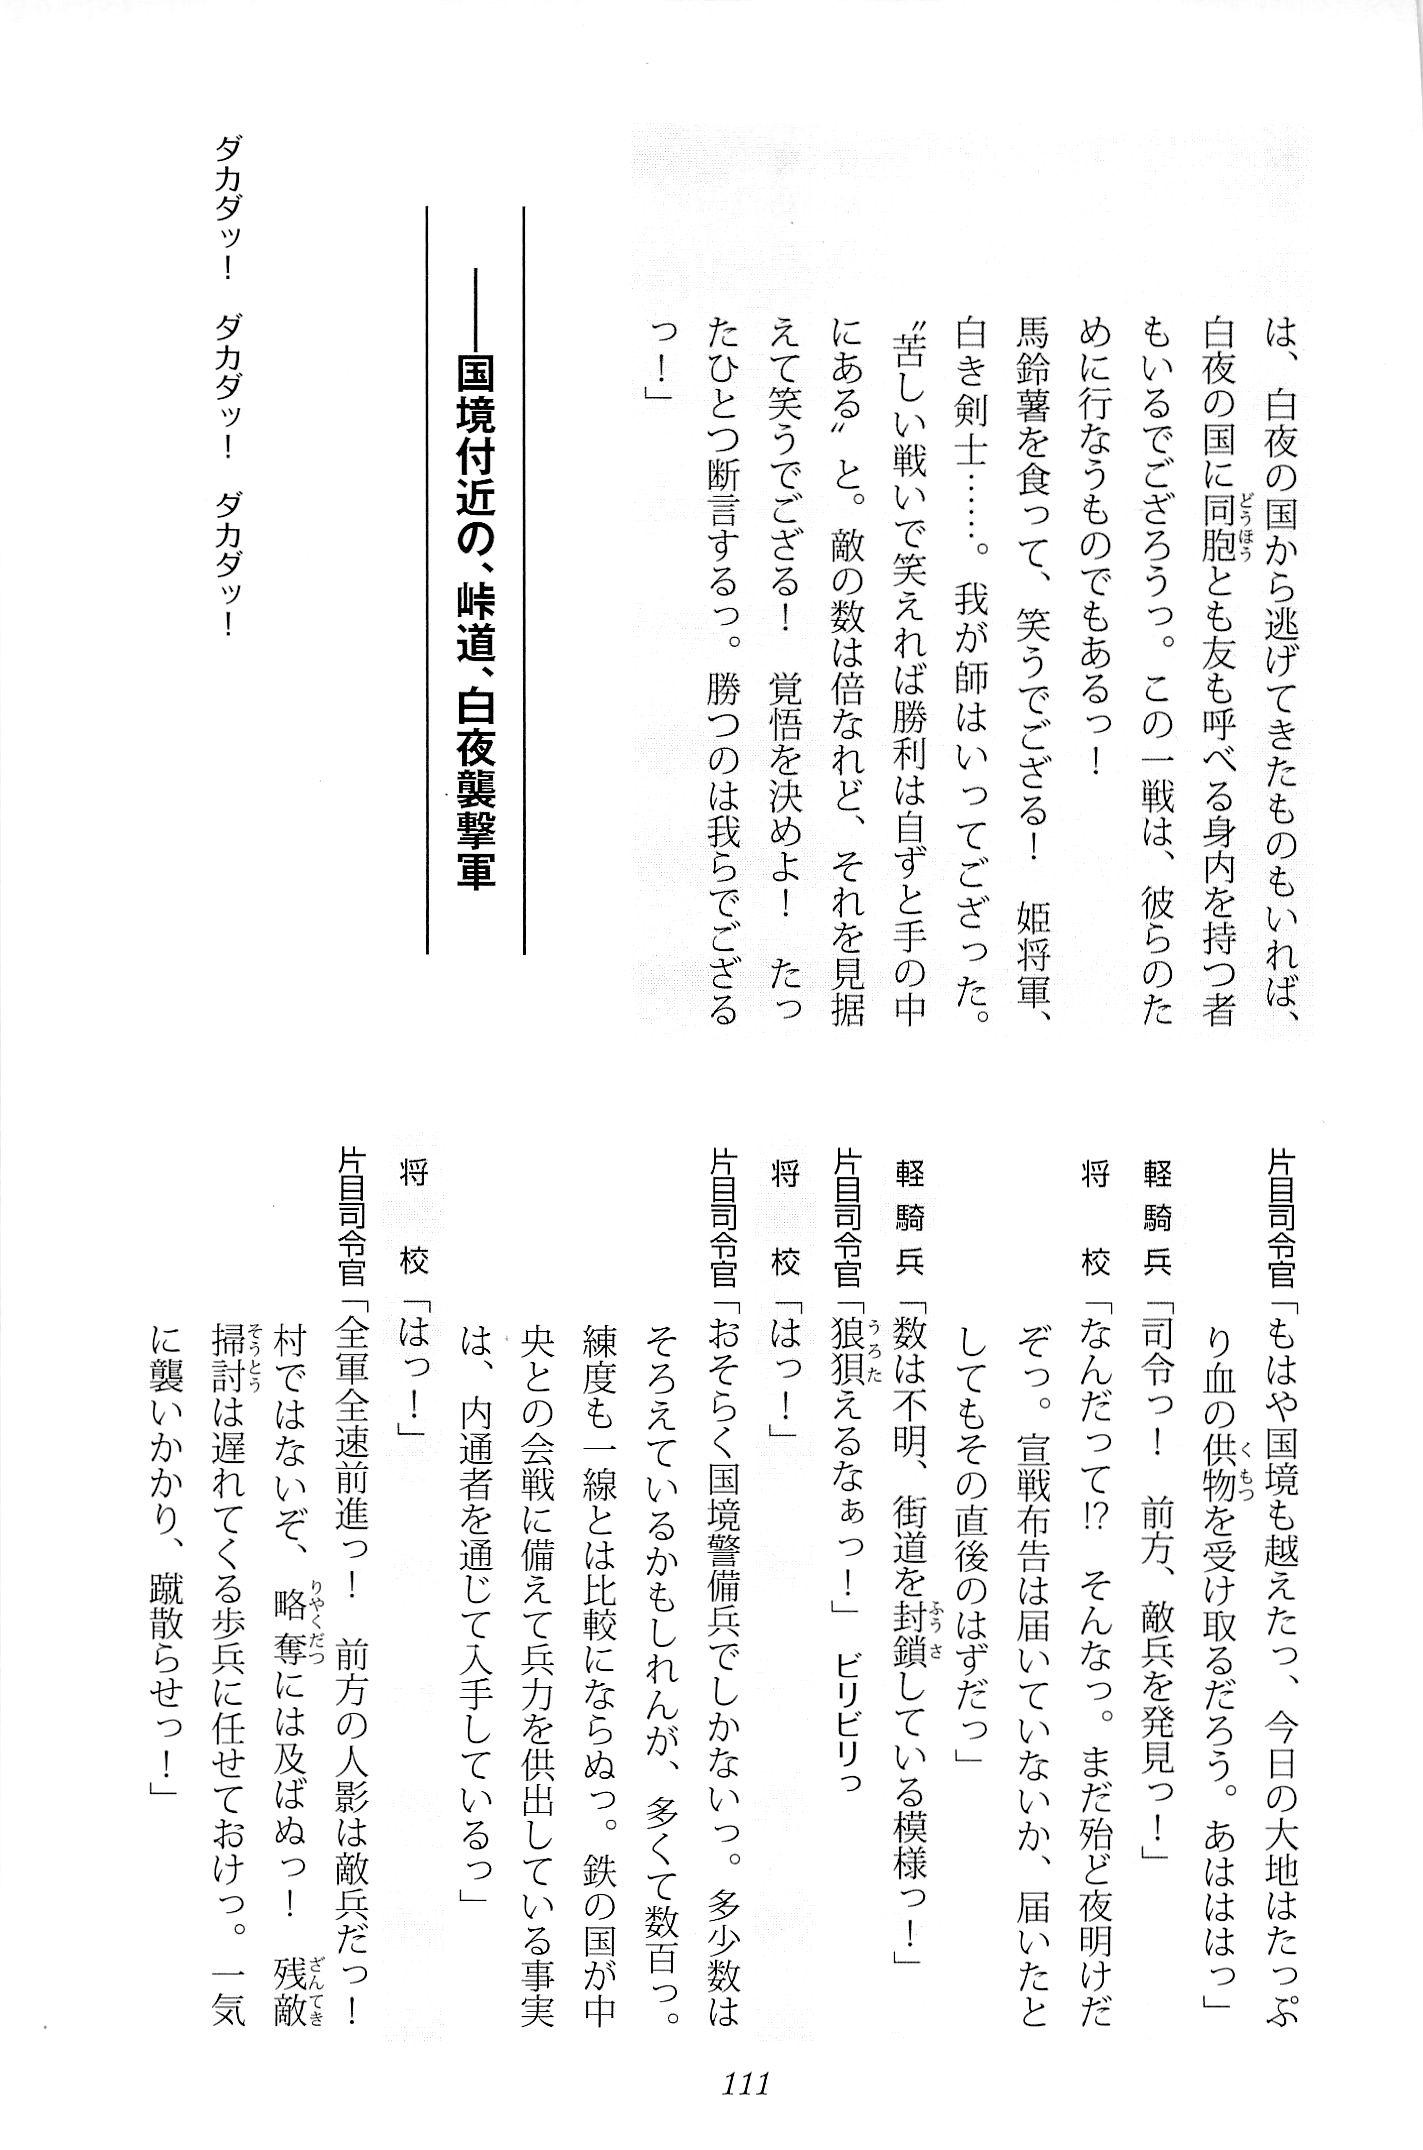 は、白夜の国から逃げてきたものもいれば、
白夜の国に同胞とも友も呼べる身内を持つ者
もいるでござろうっ。この一戦は、彼らのた
めに行なうものでもあるっ！
馬鈴薯を食って、笑うでござる！　姫将軍、
白き剣士……。我が師はいってござった。
〝苦しい戦いで笑えれば勝利は自ずと手の中
にある〟と。敵の数は倍なれど、それを見据
えて笑うでござる！　覚悟を決めよ！　たっ
たひとつ断言するっ。勝つのは我らでござる
っ！」
――国境付近の、峠道、白夜襲撃軍
ダカダッ！　ダカダッ！　ダカダッ！
片目司令官「もはや国境も越えたっ、今日の大地はたっぷ
り血の供物を受け取るだろう。あはははっ」
軽騎兵「司令っ！　前方、敵兵を発見っ！」
将　校「なんだって!?　そんなっ。まだ殆ど夜明けだ
ぞっ。宣戦布告は届いていないか、届いたと
してもその直後のはずだっ」
軽騎兵「数は不明、街道を封鎖している模様っ！」
片目司令官「狼狽えるなぁっ！」ビリビリっ
将　校「はっ！」
片目司令官「おそらく国境警備兵でしかないっ。多少数は
そろえているかもしれんが、多くて数百っ。
練度も一線とは比較にならぬっ。鉄の国が中
央との会戦に備えて兵力を供出している事実
は、内通者を通じて入手しているっ」
将　校「はっ！」
片目司令官「全軍全速前進っ！　前方の人影は敵兵だっ！
村ではないぞ、略奪には及ばぬっ！　残敵
掃討は遅れてくる歩兵に任せておけっ。一気
に襲いかかり、蹴散らせっ！」
111